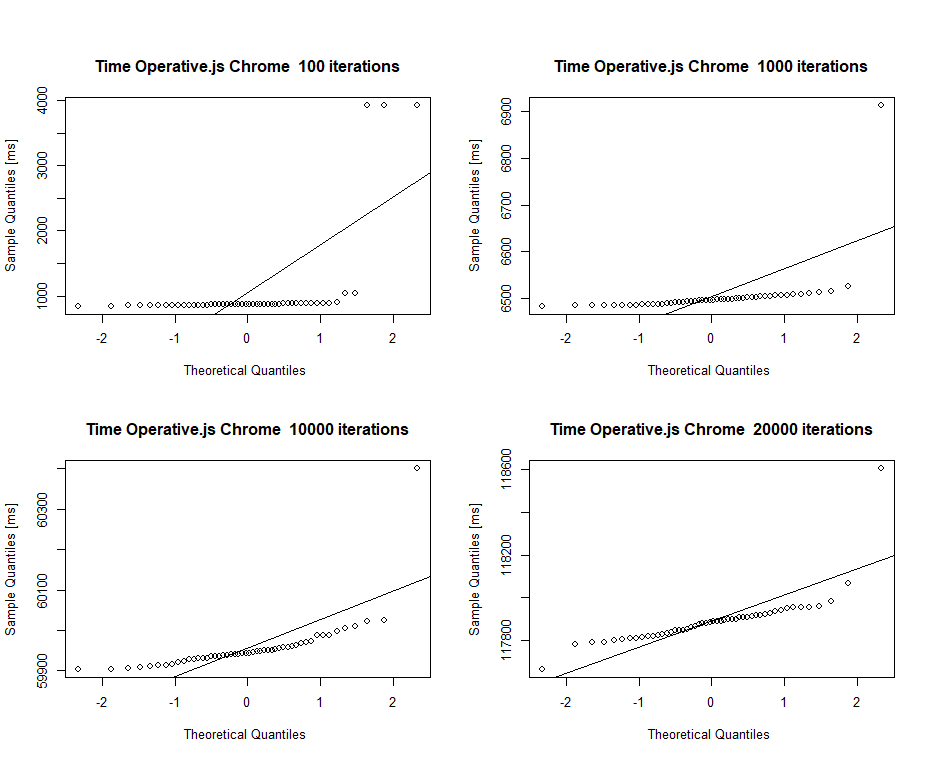 Time Operative.js Chrome  100 iterations
Sample Quantiles [ms]
4000
3000
2000
1000
-2 -1 0 1 2
Theoretical Quantiles
Time Operative.js Chrome  1000 iterations
Sample Quantiles [ms]
6900
6800
6700
6600
6500
-2 -1 0 1 2
Theoretical Quantiles
Time Operative.js Chrome  10000 iterations
Sample Quantiles [ms]
60300
60100
59900
-2 -1 0 1 2
Theoretical Quantiles
Time Operative.js Chrome  20000 iterations
Sample Quantiles [ms]
118600
118200
117800
-2 -1 0 1 2
Theoretical Quantiles